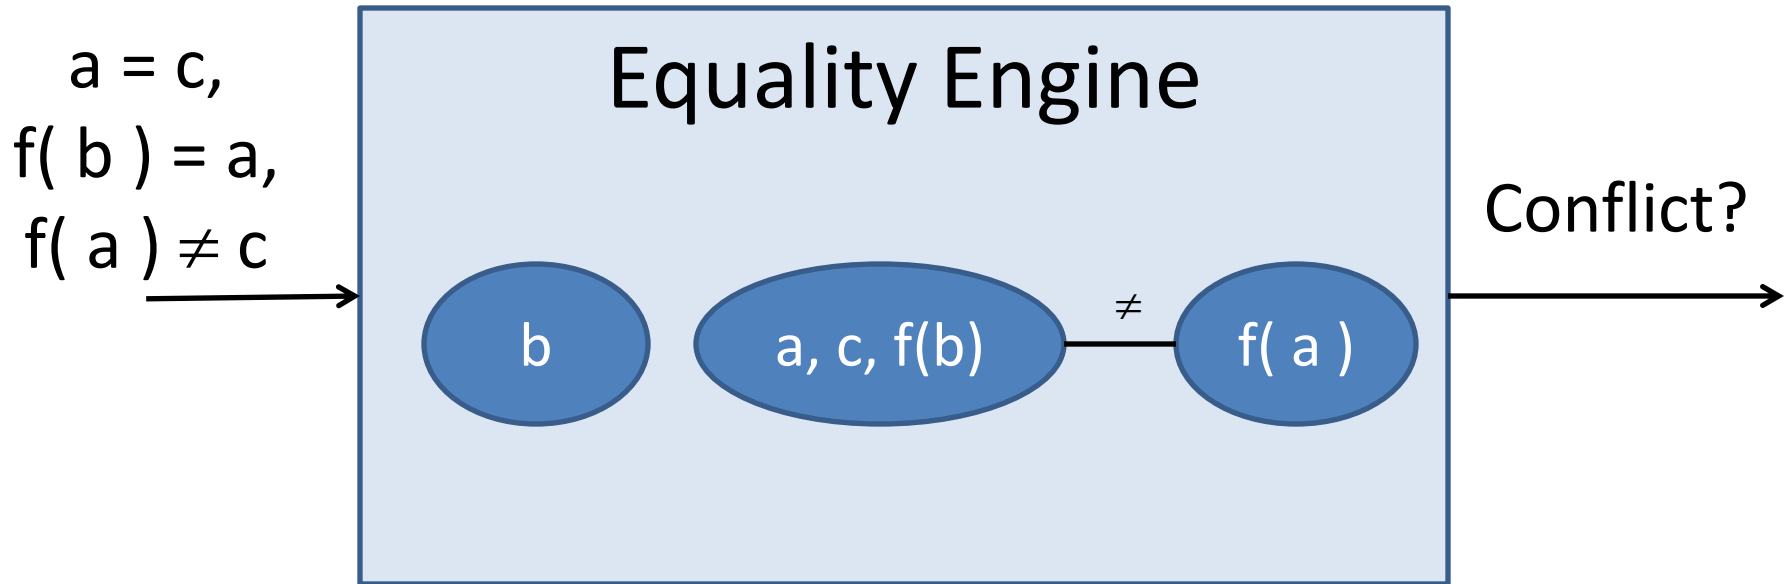 a = c,
f( b ) = a,
f( a ) ≠ c
Equality Engine
Conflict?
b
a, c, f(b)
≠
f( a )